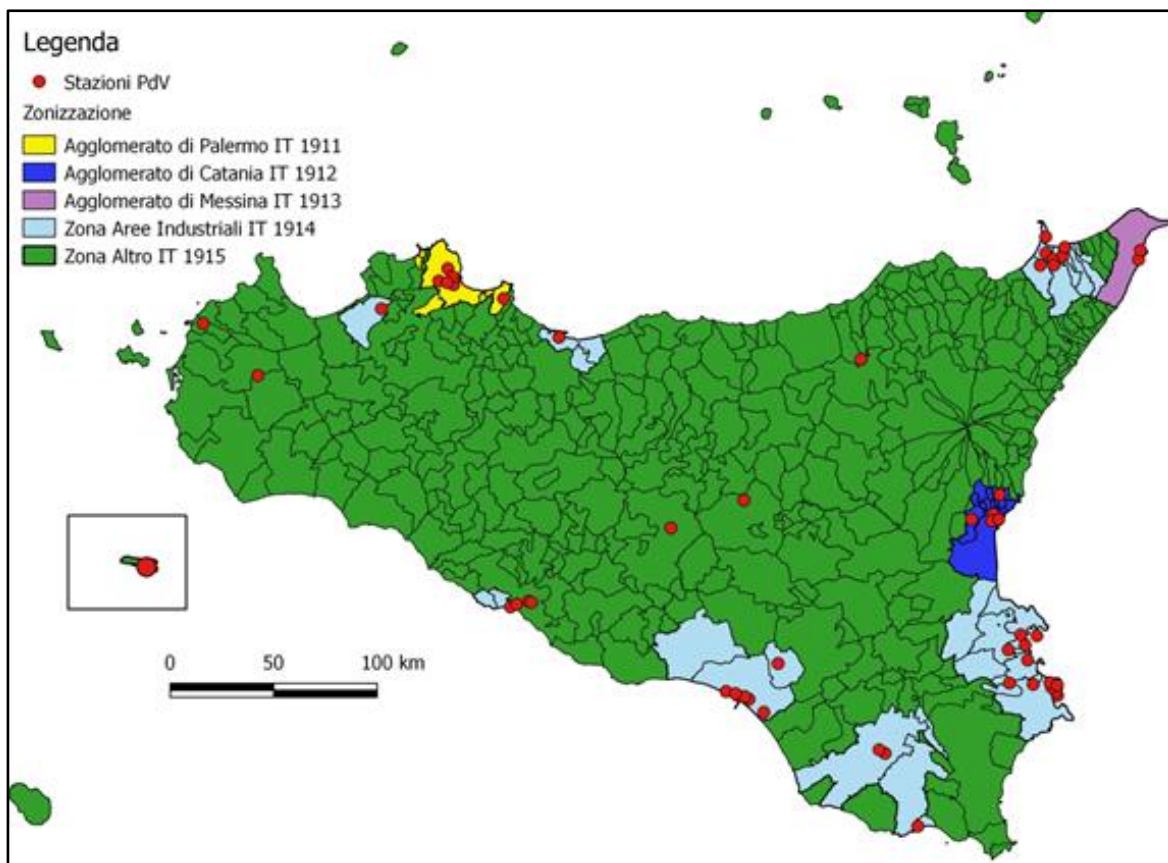 Legenda
Stazioni PdV
Zonizzazione
Agglomerato di Palermo IT 1911
Agglomerato di Catania IT 1912
Agglomerato di Messina IT 1913
Zona Aree Industriali IT 1914
Zona Altro IT 1915
0 50 100 km